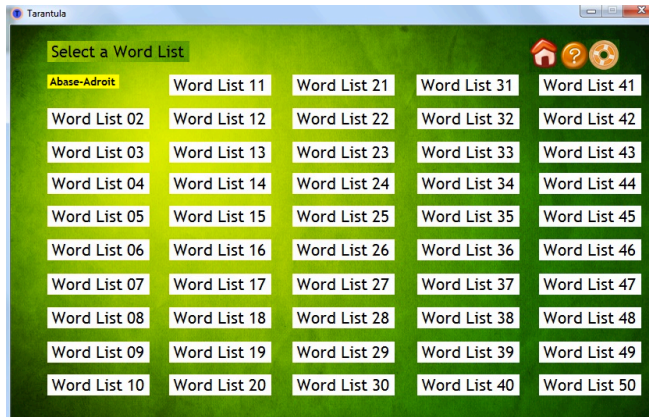 Tarantula
Select a Word List
Abase-Adroit Word List 11 Word List 21 Word List 31 Word List 41
Word List 02 Word List 12 Word List 22 Word List 32 Word List 42
Word List 03 Word List 13 Word List 23 Word List 33 Word List 43
Word List 04 Word List 14 Word List 24 Word List 34 Word List 44
Word List 05 Word List 15 Word List 25 Word List 35 Word List 45
Word List 06 Word List 16 Word List 26 Word List 36 Word List 46
Word List 07 Word List 17 Word List 27 Word List 37 Word List 47
Word List 08 Word List 18 Word List 28 Word List 38 Word List 48
Word List 09 Word List 19 Word List 29 Word List 39 Word List 49
Word List 10 Word List 20 Word List 30 Word List 40 Word List 50